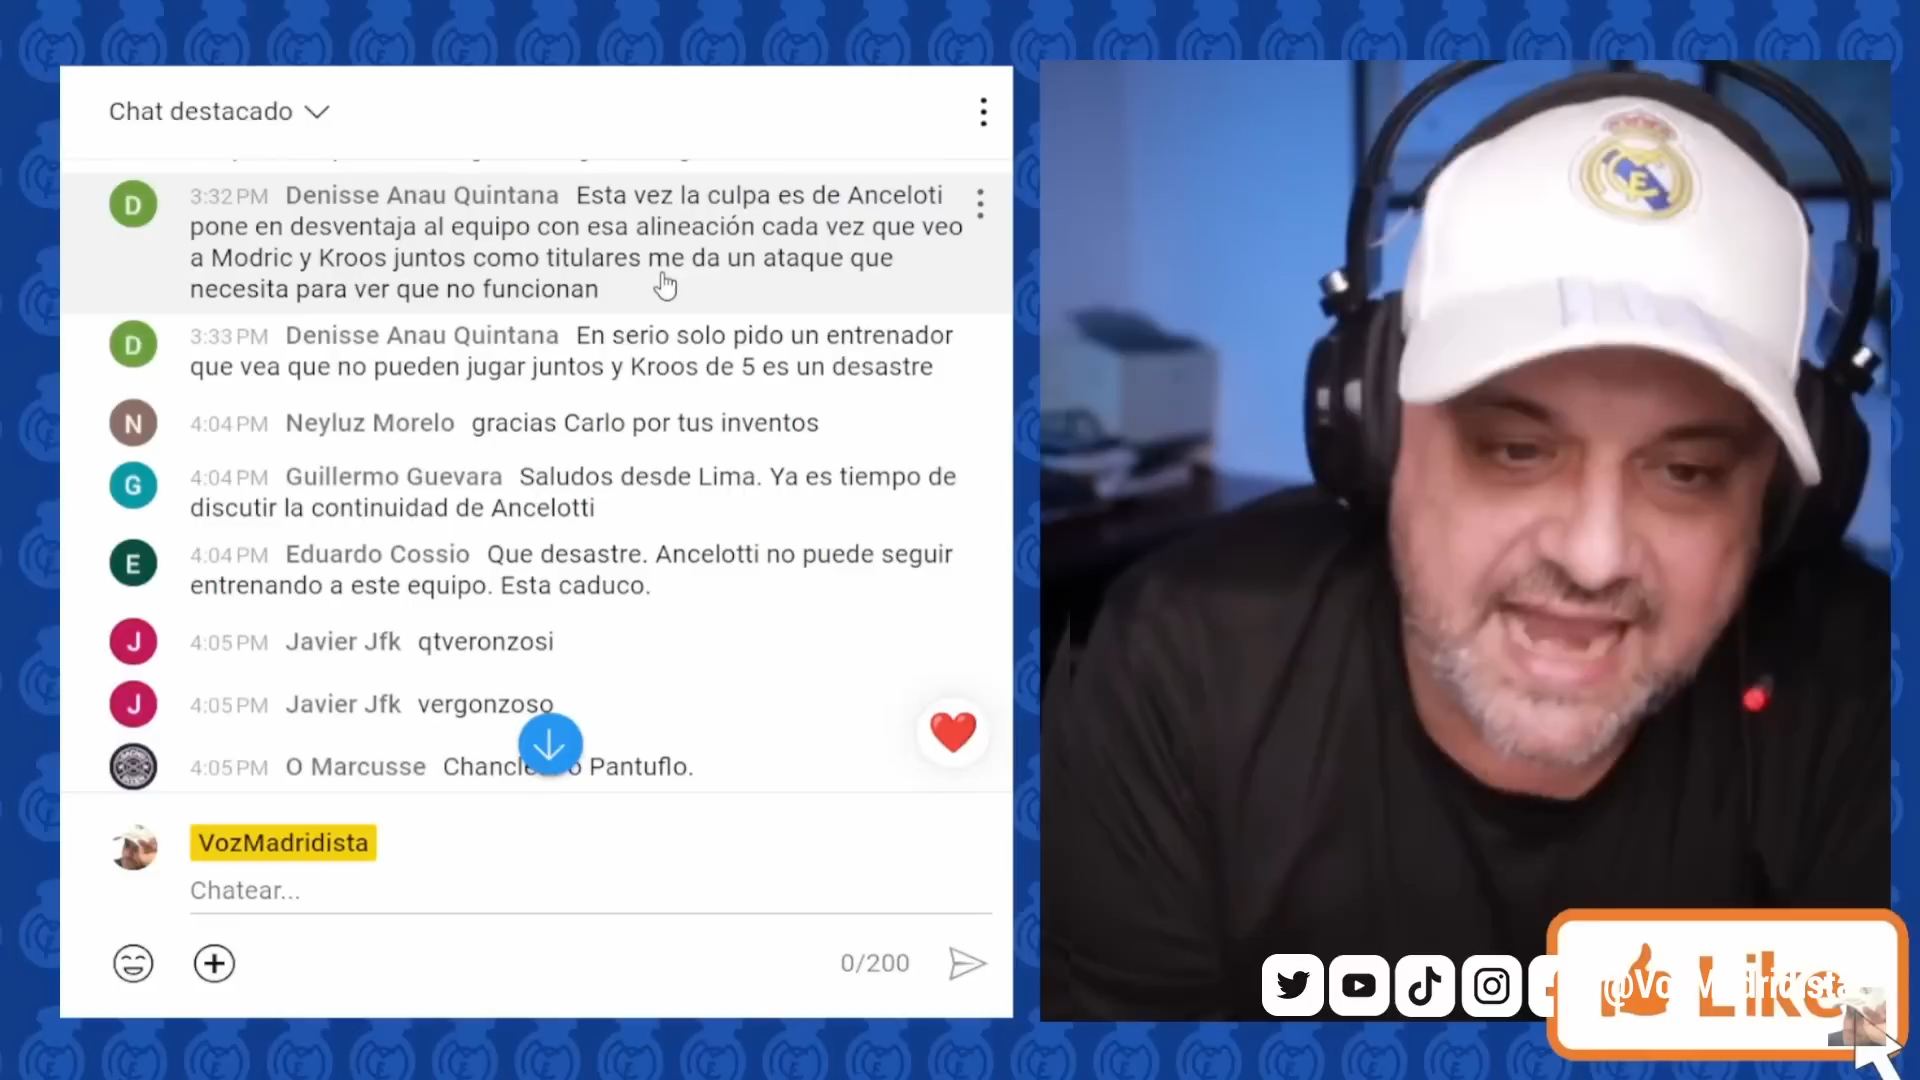 Chat destacado
3:32 PM Denisse Anau Quintana Esta vez la culpa es de Anceloti
pone en desventaja al equipo con esa alineación cada vez que veo
a Modric y Kroos juntos como titulares me da un ataque que
necesita para ver que no funcionan
3:33 PM Denisse Anau Quintana En serio solo pido un entrenador
que vea que no pueden jugar juntos y Kroos de 5 es un desastre
4:04 PM Neyluz Morelo gracias Carlo por tus inventos
4:04 PM Guillermo Guevara Saludos desde Lima. Ya es tiempo de
discutir la continuidad de Ancelotti
4:04 PM Eduardo Cossio Que desastre. Ancelotti no puede seguir
entrenando a este equipo. Esta caduco.
4:05 PM Javier Jfk qtveronzosi
4:05 PM Javier Jfk vergonzoso
4:05 PM O Marcusse Pantuflo.
VozMadridista
Chatear...
0/200
@VozMadridista
Like